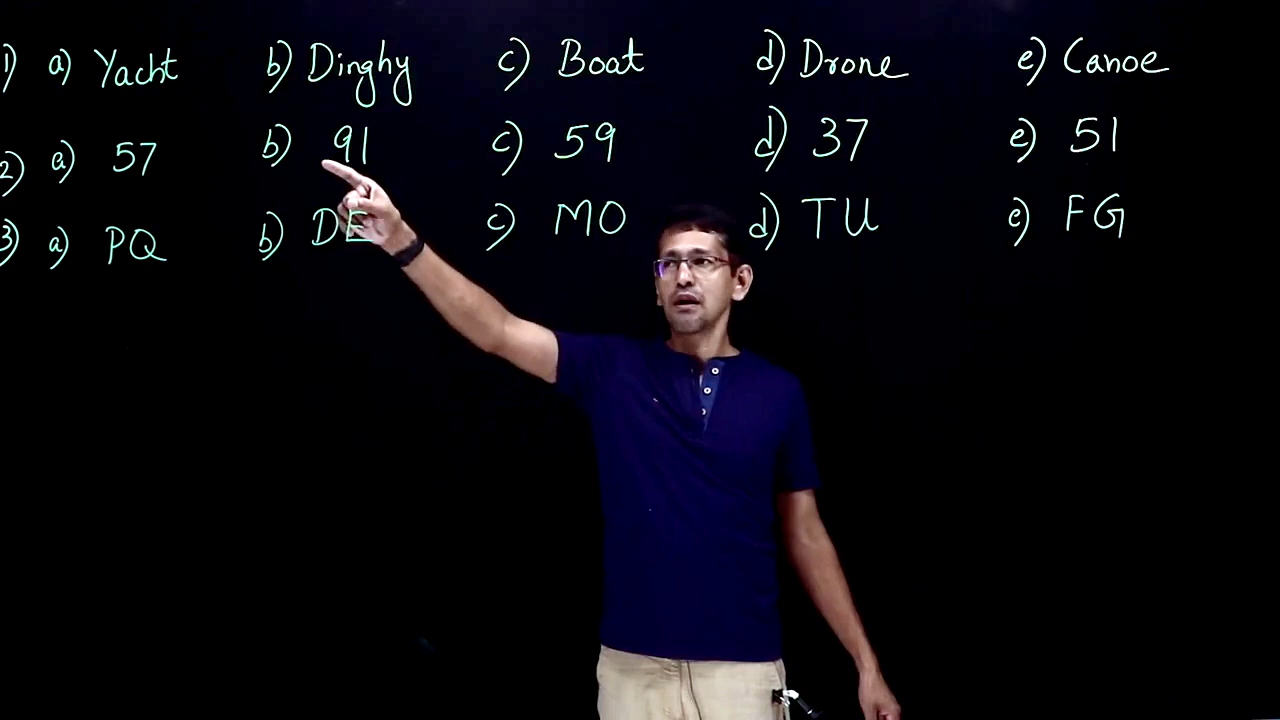 1) a) Yacht b) Dinghy c) Boat d) Drone e) Canoe
2) a) 57 b) 91 c) 59 d) 37 e) 51
3) a) PQ b) DE c) MO d) TU e) FG